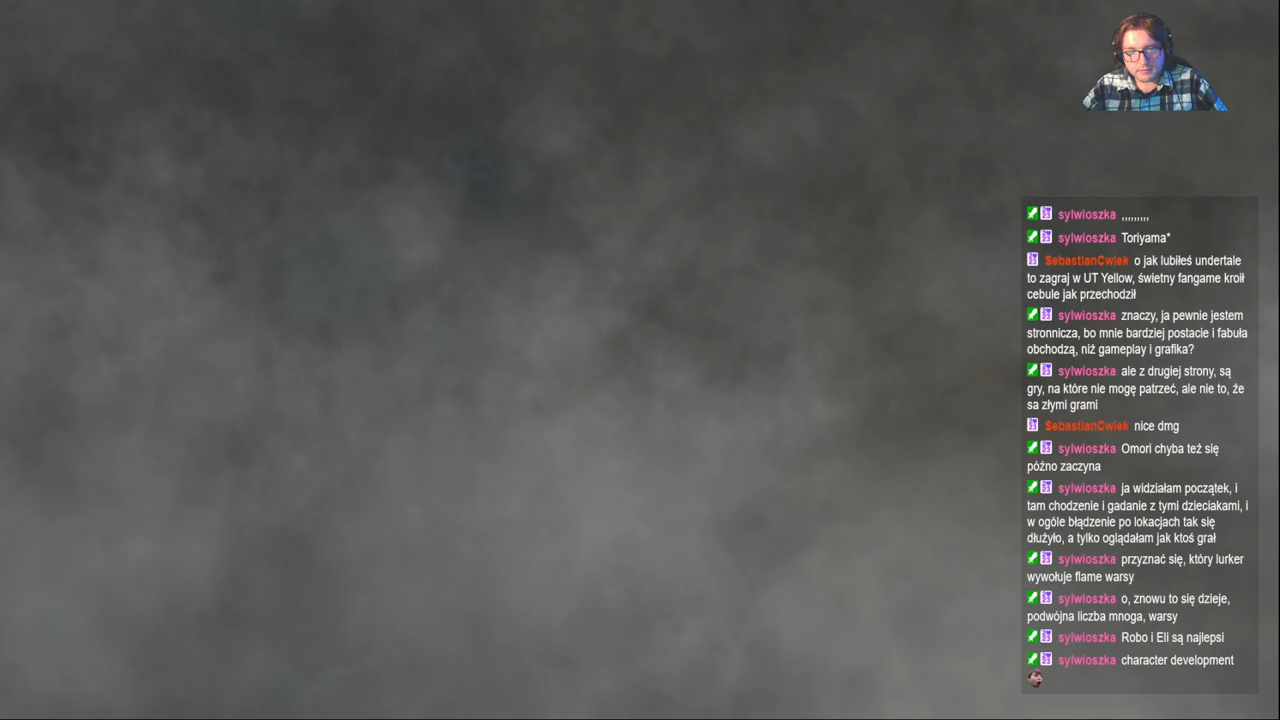 sylwioszka ,,,,,,,,,
sylwioszka Toriyama*
SebastianCwiek o jak lubiłeś undertale
to zagraj w UT Yellow, świetny fangame kroił
cebule jak przechodził
sylwioszka znaczy, ja pewnie jestem
stronnicza, bo mnie bardziej postacie i fabuła
obchodzą, niż gameplay i grafika?
sylwioszka ale z drugiej strony, są
gry, na które nie mogę patrzeć, ale nie to, że
sa złymi grami
SebastianCwiek nice dmg
sylwioszka Omori chyba też się
późno zaczyna
sylwioszka ja widziałam początek, i
tam chodzenie i gadanie z tymi dzieciakami, i
w ogóle błądzenie po lokacjach tak się
dłużyło, a tylko oglądałam jak ktoś grał
sylwioszka przyznać się, który lurker
wywołuje flame warsy
sylwioszka o, znowu to się dzieje,
podwójna liczba mnoga, warsy
sylwioszka Robo i Eli są najlepsi
sylwioszka character development